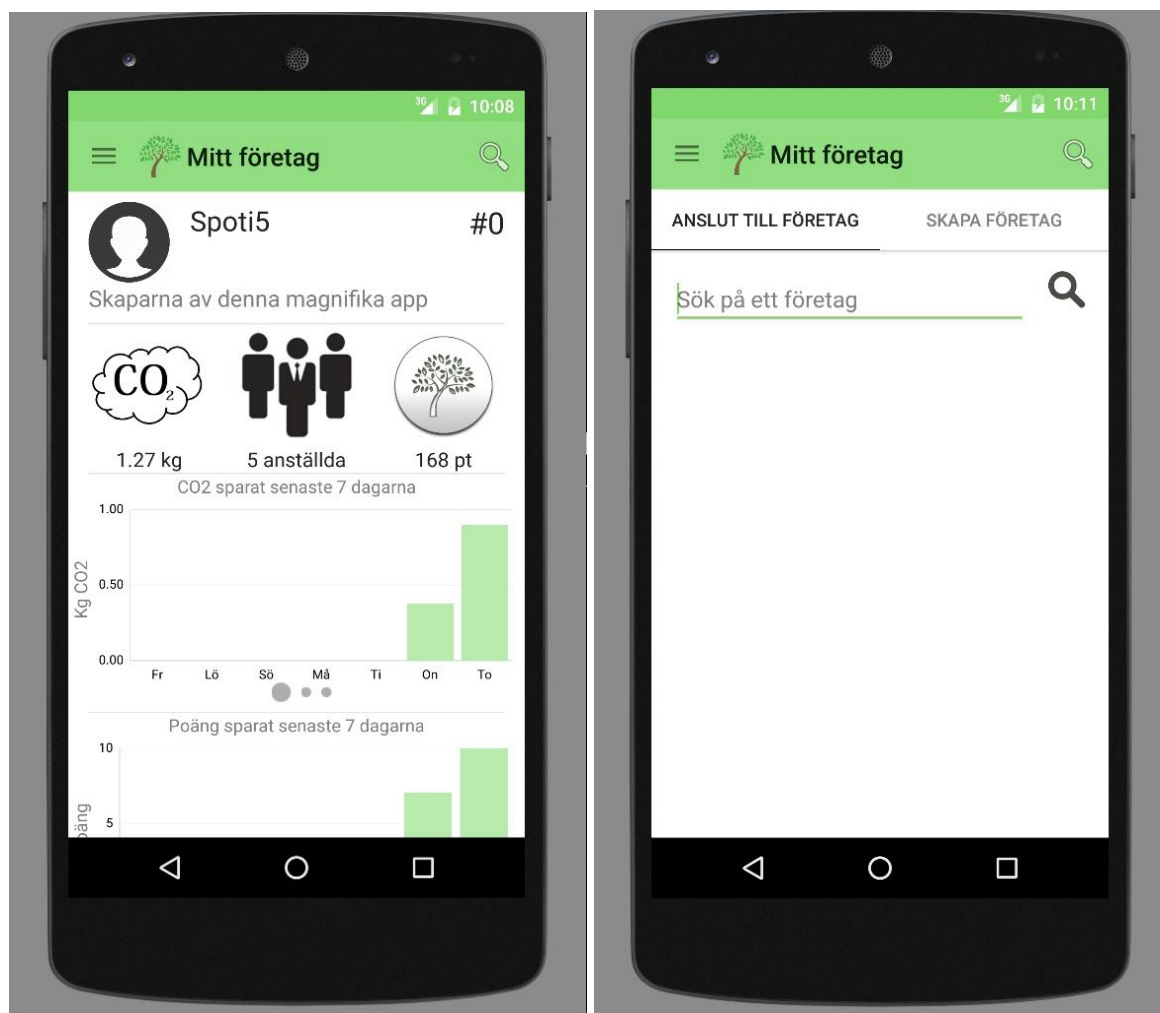 3G 10:08
Mitt företag
Spoti5 #0
Skaparna av denna magnifika app
CO2
1.27 kg 5 anställda 168 pt
CO2 sparat senaste 7 dagarna
1.00
Kg CO2
0.50
0.00
Fr Lö Sö Må Ti On To
Poäng sparat senaste 7 dagarna
10
5
3G 10:11
Mitt företag
ANSLUT TILL FÖRETAG SKAPA FÖRETAG
Sök på ett företag